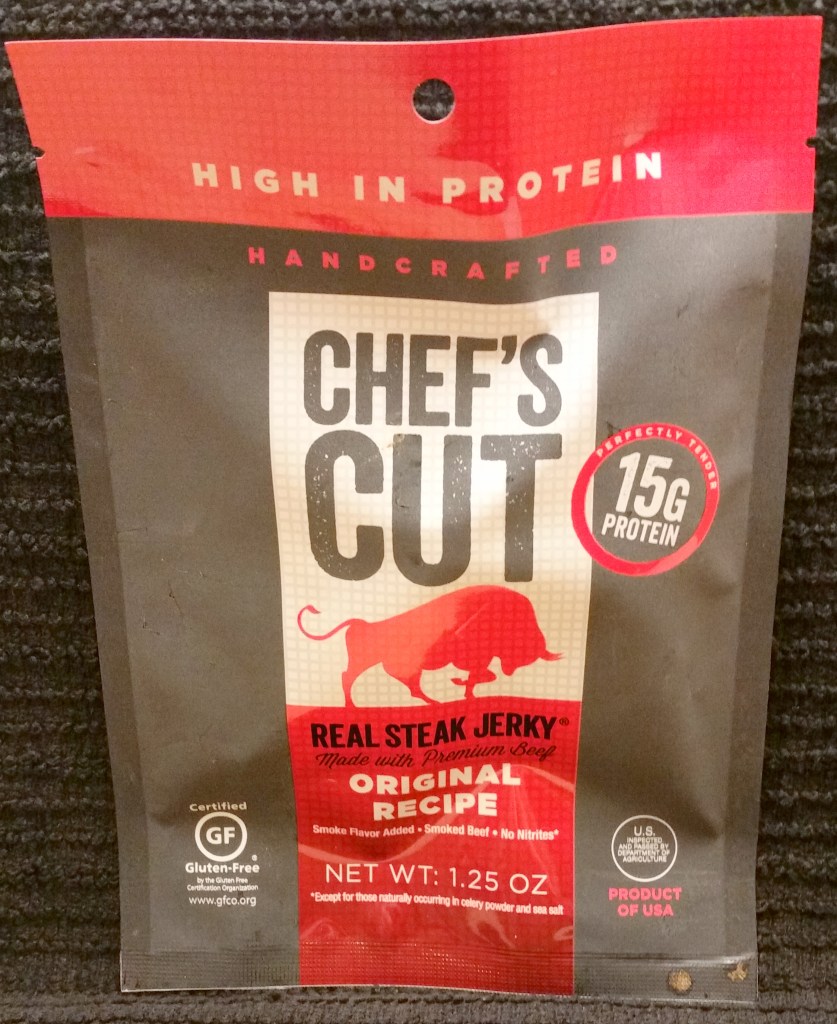 HIGH IN PROTEIN
HANDCRAFTED
CHEF'S
CUT
PERFECTLY TENDER
15G
PROTEIN
REAL STEAK JERKY®
Made with Premium Beef
ORIGINAL
RECIPE
Smoke Flavor Added • Smoked Beef • No Nitrites*
NET WT: 1.25 OZ
*Except for those naturally occurring in celery powder and sea salt
Certified
GF
®
Gluten-Free
by the Gluten Free
Certification Organization
www.gfco.org
U.S.
INSPECTED
AND PASSED BY
DEPARTMENT OF
AGRICULTURE
PRODUCT
OF USA